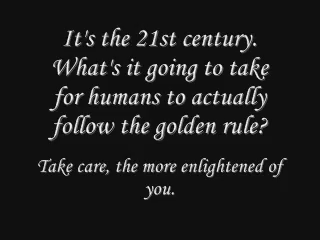 It's the 21st century.
What's it going to take
for humans to actually
follow the golden rule?
Take care, the more enlightened of
you.